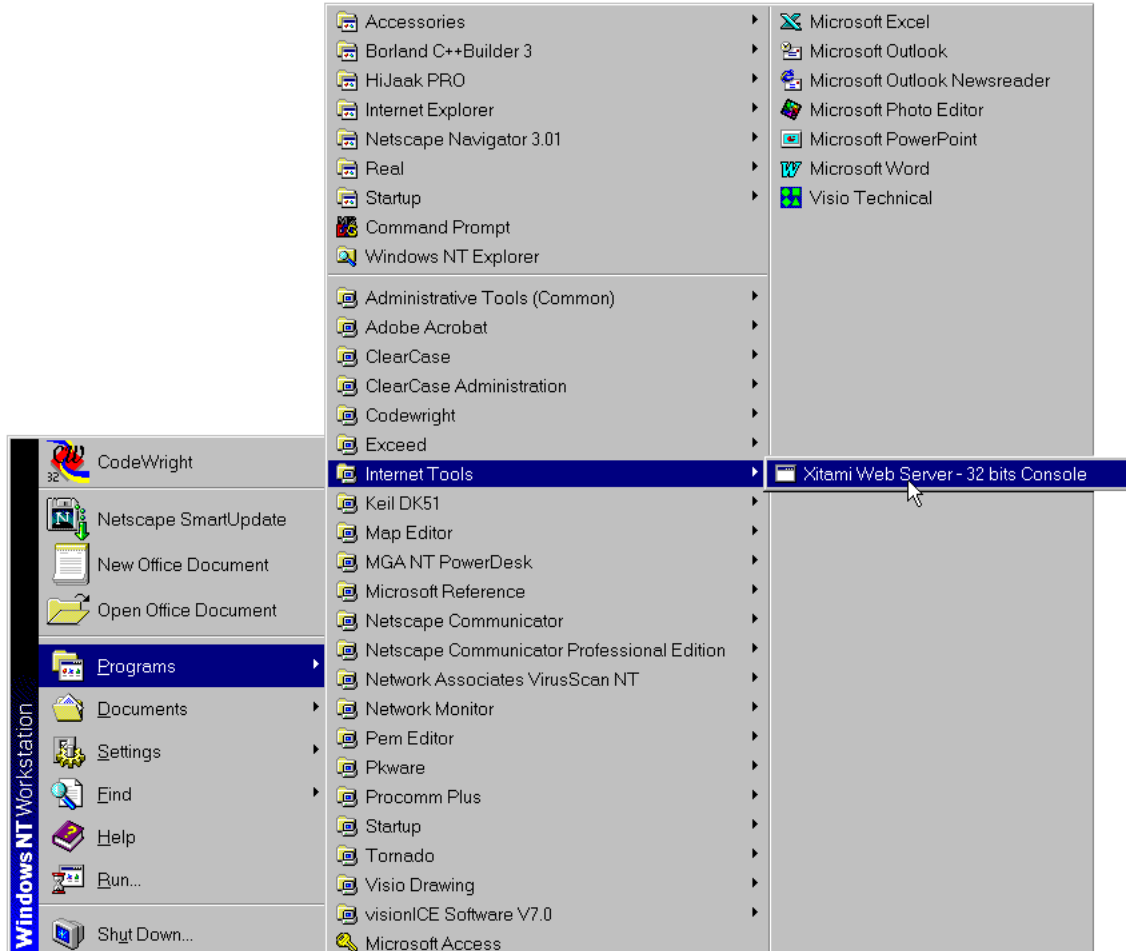 Accessories
Borland C++Builder 3
HiJaak PRO
Internet Explorer
Netscape Navigator 3.01
Real
Startup
Command Prompt
Windows NT Explorer
Administrative Tools (Common)
Adobe Acrobat
ClearCase
ClearCase Administration
Codewright
Exceed
Internet Tools
Keil DK51
Map Editor
MGA NT PowerDesk
Microsoft Reference
Netscape Communicator
Netscape Communicator Professional Edition
Network Associates VirusScan NT
Network Monitor
Pem Editor
Pkware
Procomm Plus
Startup
Tornado
Visio Drawing
visionICE Software V7.0
Microsoft Access
Microsoft Excel
Microsoft Outlook
Microsoft Outlook Newsreader
Microsoft Photo Editor
Microsoft PowerPoint
Microsoft Word
Visio Technical
Xitami Web Server - 32 bits Console
CW
32
CodeWright
N
Netscape SmartUpdate
New Office Document
Open Office Document
Programs
Documents
Settings
Find
Help
Run...
Shut Down...
Windows NT Workstation